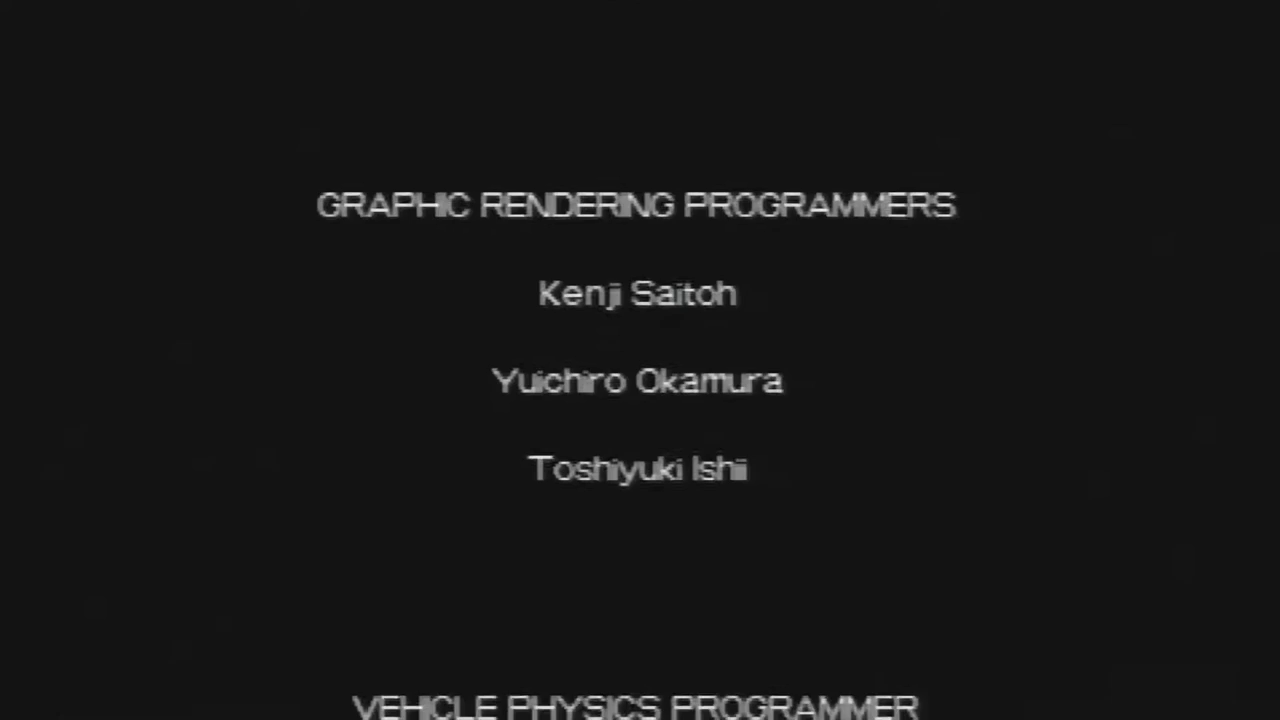 GRAPHIC RENDERING PROGRAMMERS
Kenji Saitoh
Yuichiro Okamura
Toshiyuki Ishii
VEHICLE PHYSICS PROGRAMMER